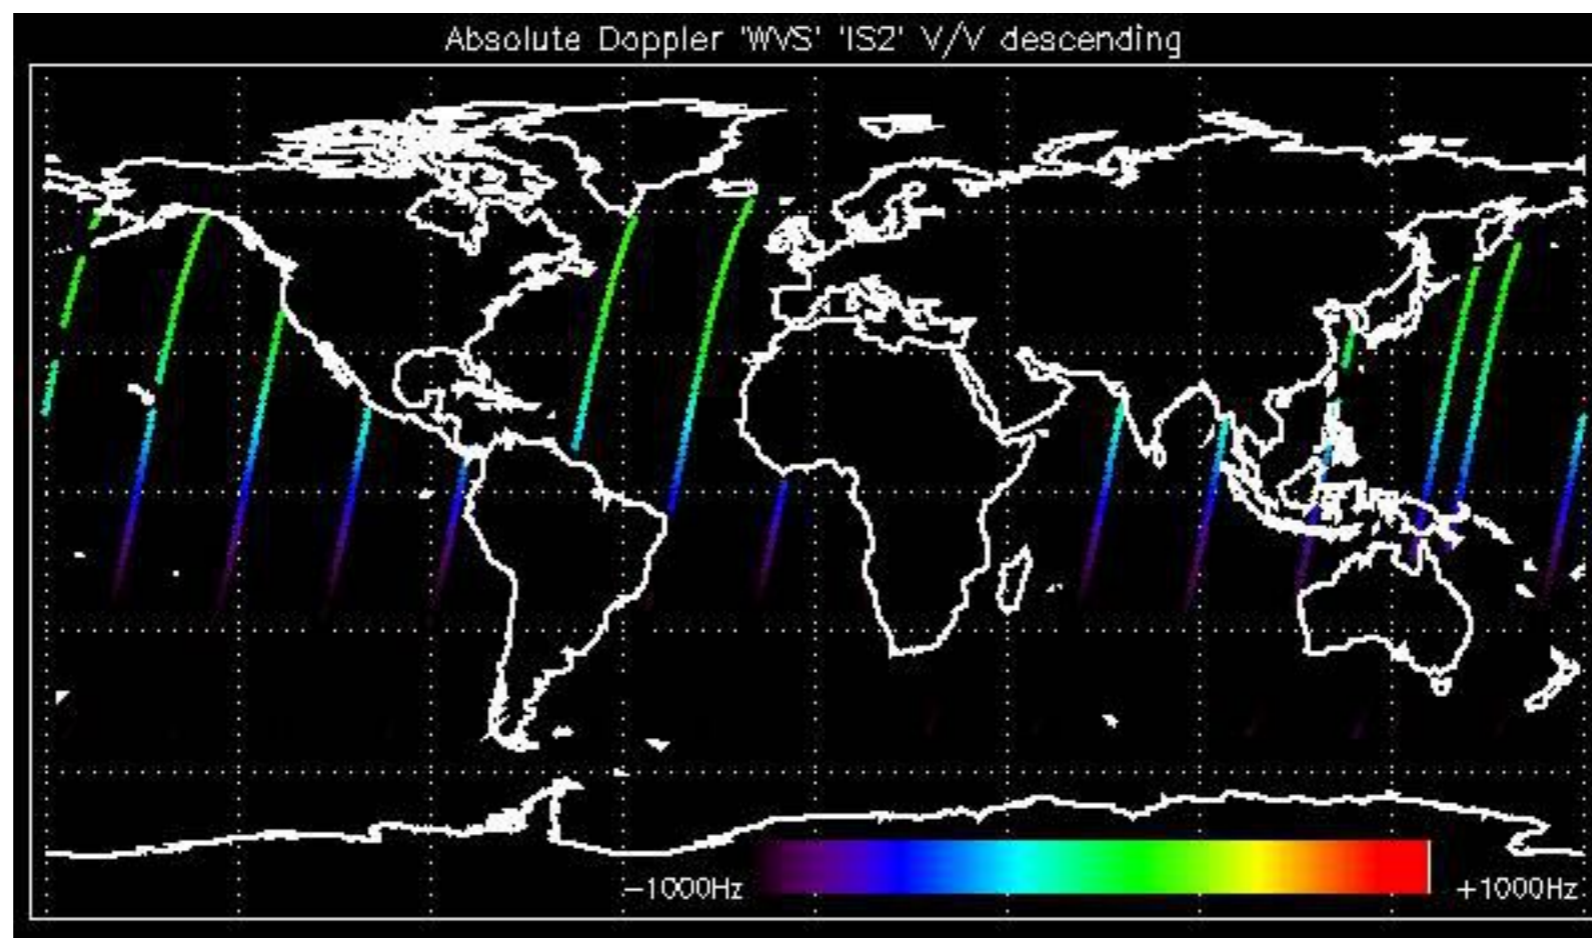 Absolute Doppler 'WVS' 'IS2' V/V descending
-1000Hz +1000Hz